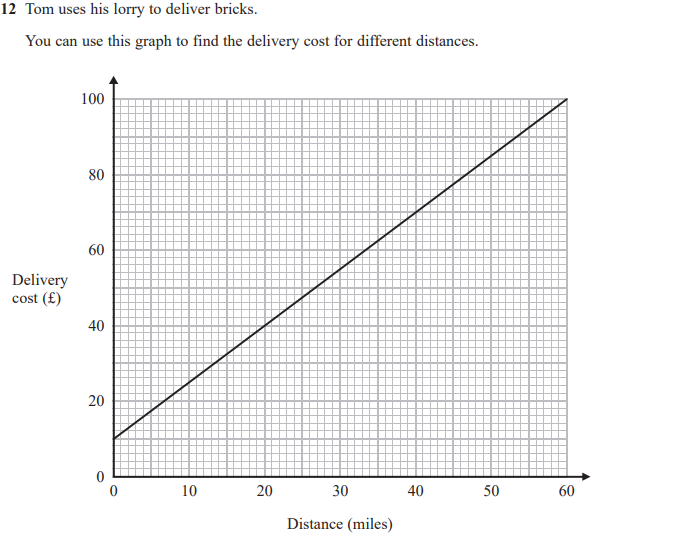 12 Tom uses his lorry to deliver bricks.
You can use this graph to find the delivery cost for different distances.
100
80
60
Delivery
cost (£)
40
20
0
0 10 20 30 40 50 60
Distance (miles)